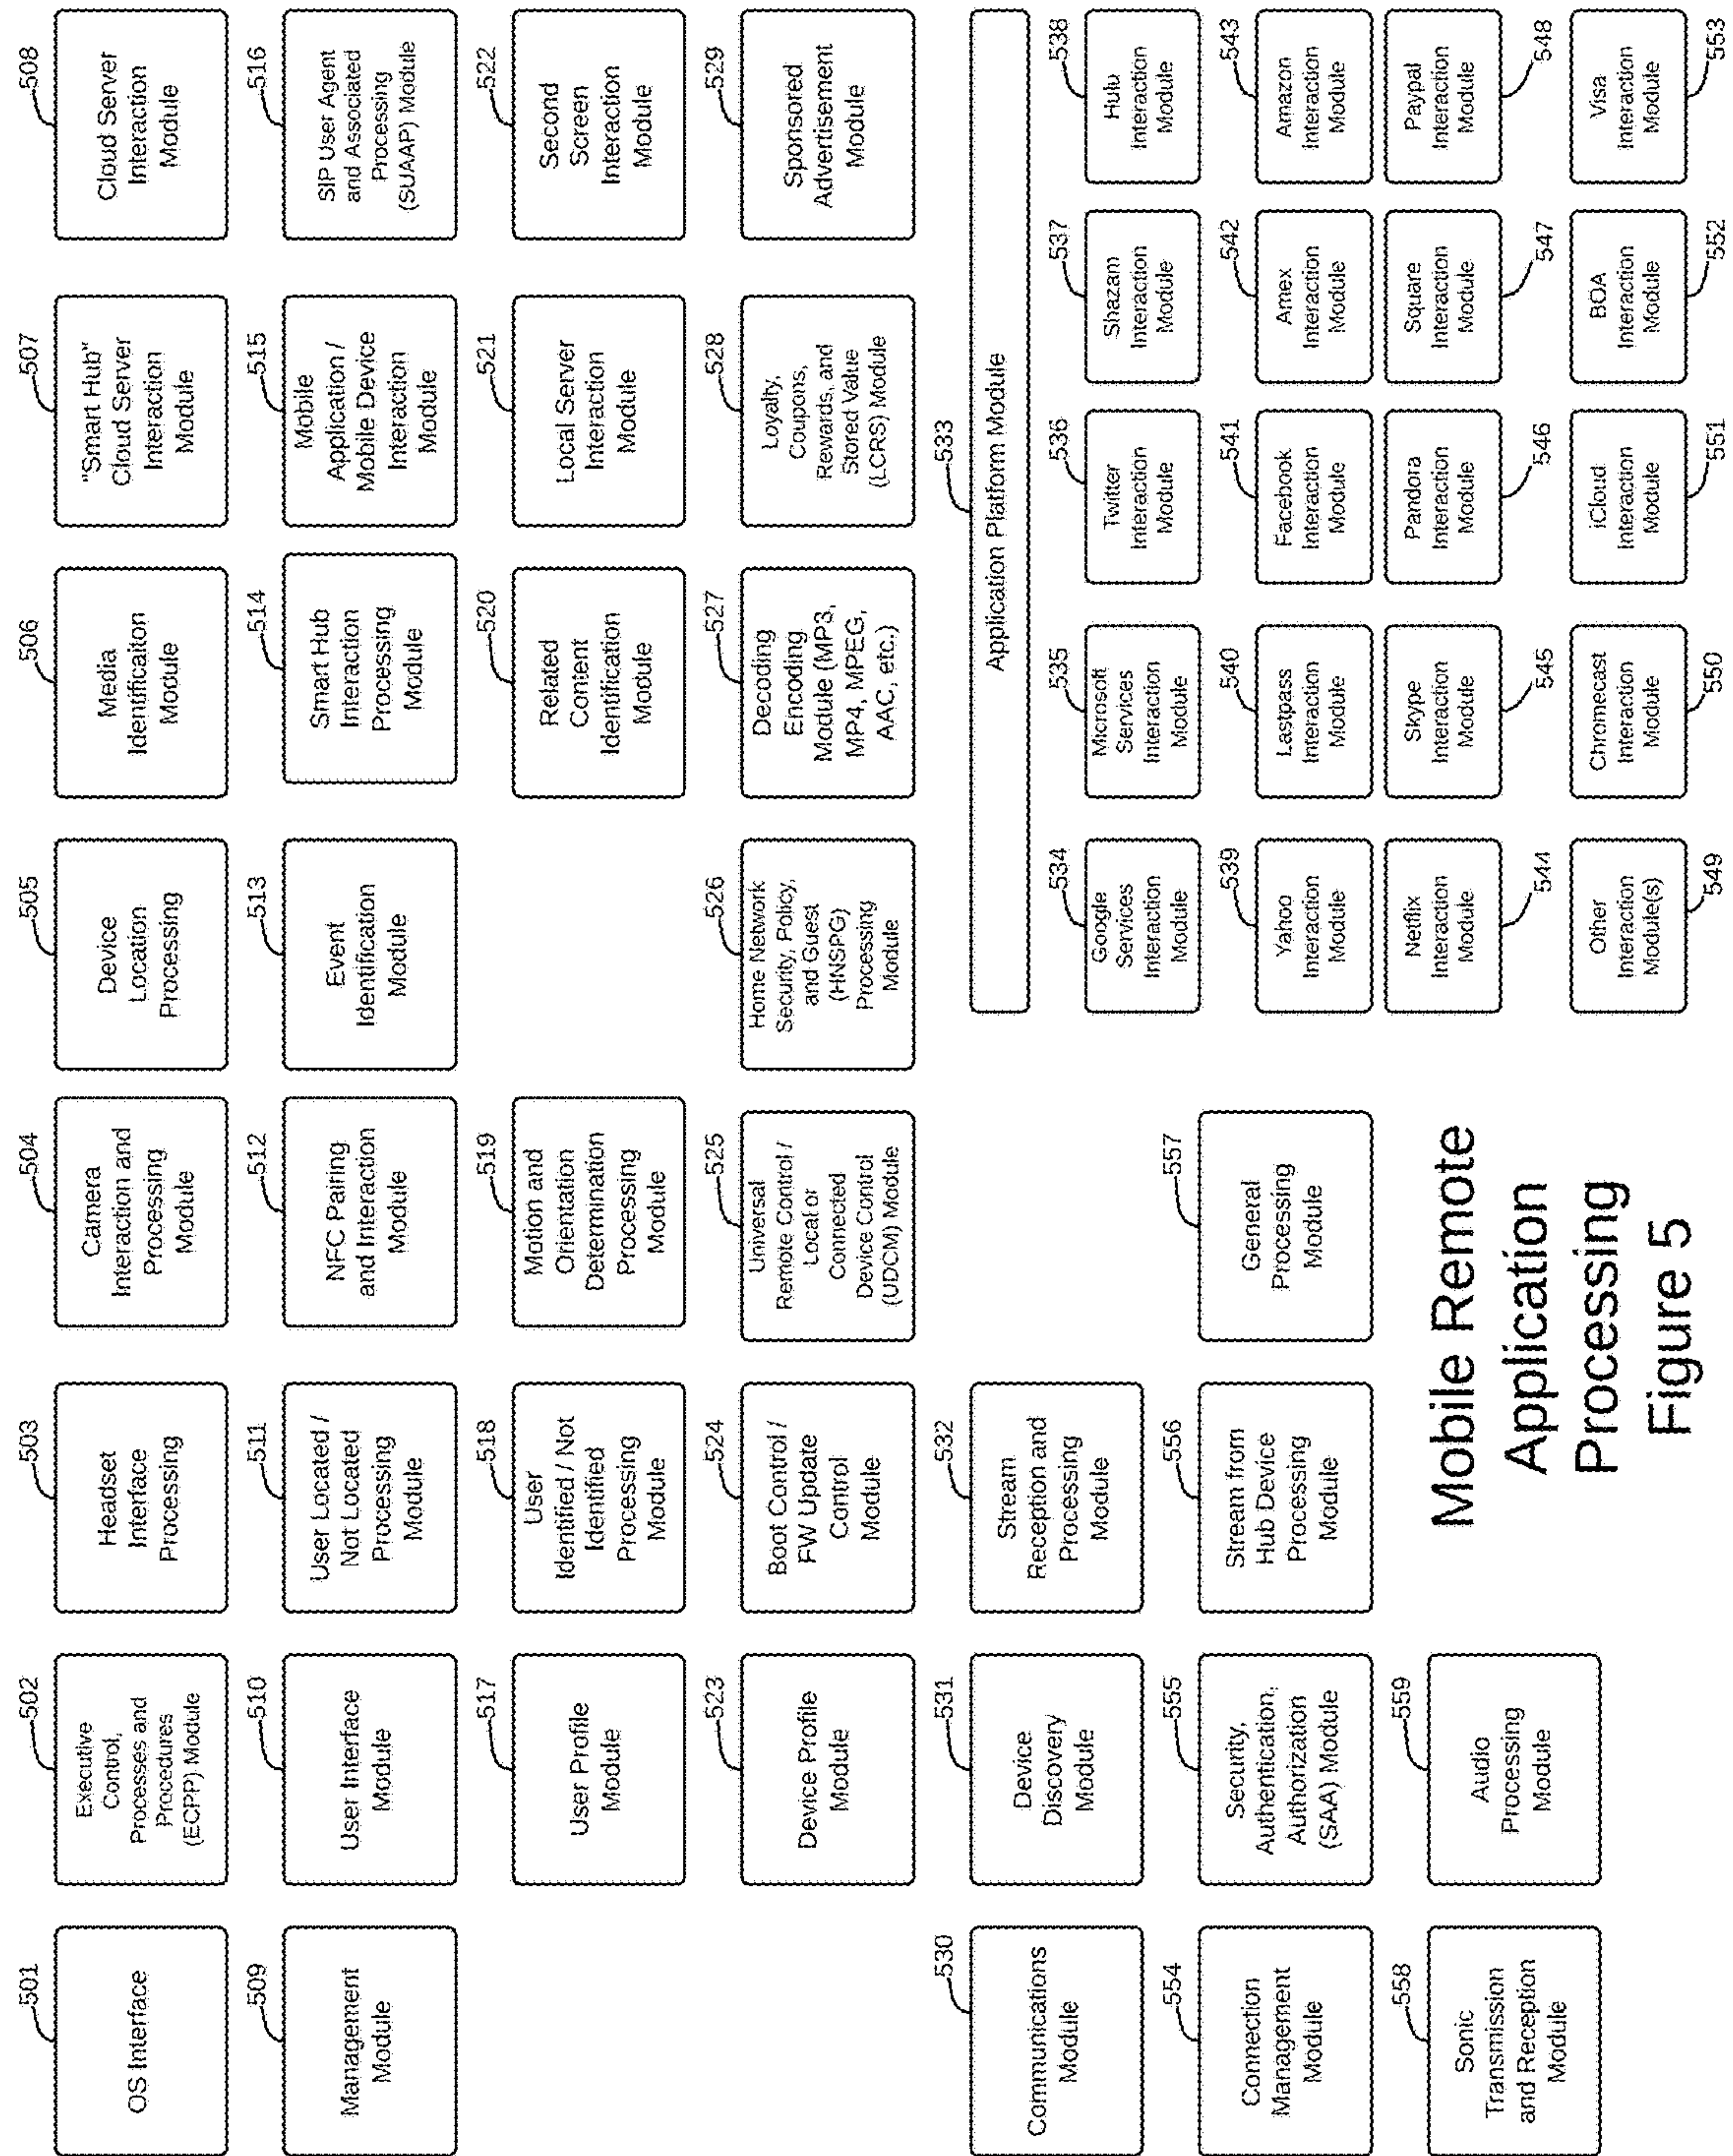 501
OS Interface
502
Executive
Control,
Processes and
Procedures
(ECPP) Module
503
Headset
Interface
Processing
504
Camera
Interaction and
Processing
Module
505
Device
Location
Processing
506
Media
Identificaiton
Module
507
"Smart Hub"
Cloud Server
Interaction
Module
508
Cloud Server
Interaction
Module
509
Management
Module
510
User Interface
Module
511
User Located /
Not Located
Processing
Module
512
NFC Pairing
and Interaction
Module
513
Event
Identification
Module
514
Smart Hub
Interaction
Processing
Module
515
Mobile
Application /
Mobile Device
Interaction
Module
516
SIP User Agent
and Associated
Processing
(SUAAP) Module
517
User Profile
Module
518
User
Identified / Not
Identified
Processing
Module
519
Motion and
Orientation
Determination
Processing
Module
520
Related
Content
Identification
Module
521
Local Server
Interaction
Module
522
Second
Screen
Interaction
Module
523
Device Profile
Module
524
Boot Control /
FW Update
Control
Module
525
Universal
Remote Control /
Local or
Connected
Device Control
(UDCM) Module
526
Home Network
Security, Policy,
and Guest
(HNSPG)
Processing
Module
527
Decoding
Encoding
Module (MP3,
MP4, MPEG,
AAC, etc.)
528
Loyalty,
Coupons,
Rewards, and
Stored Value
(LCRS) Module
529
Sponsored
Advertisement
Module
530
Communications
Module
531
Device
Discovery
Module
532
Stream
Reception and
Processing
Module
533
Application Platform Module
534
Google
Services
Interaction
Module
535
Microsoft
Services
Interaction
Module
536
Twitter
Interaction
Module
537
Shazam
Interaction
Module
538
Hulu
Interaction
Module
539
Yahoo
Interaction
Module
540
Lastpass
Interaction
Module
541
Facebook
Interaction
Module
542
Amex
Interaction
Module
543
Amazon
Interaction
Module
Netflix
Interaction
Module
544
Skype
Interaction
Module
545
Pandora
Interaction
Module
546
Square
Interaction
Module
547
Paypal
Interaction
Module
548
Other
Interaction
Module(s)
549
Chromecast
Interaction
Module
550
iCloud
Interaction
Module
551
BOA
Interaction
Module
552
Visa
Interaction
Module
553
554
Connection
Management
Module
555
Security,
Authentication,
Authorization
(SAA) Module
556
Stream from
Hub Device
Processing
Module
557
General
Processing
Module
558
Sonic
Transmission
and Reception
Module
559
Audio
Processing
Module
Mobile Remote
Application
Processing
Figure 5